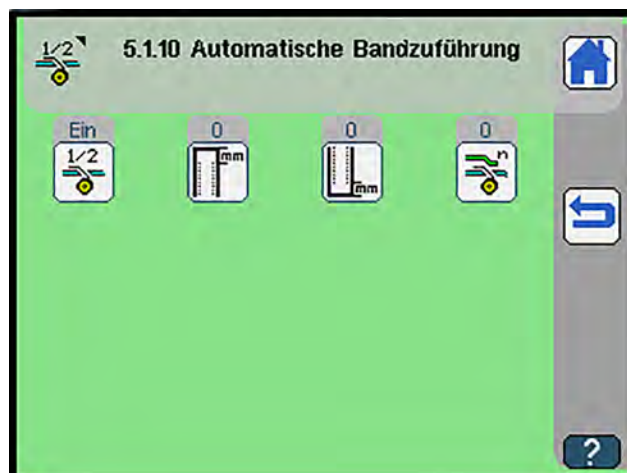 1/2
5.1.10 Automatische Bandzuführung
Ein 0 0 0
1/2 mm mm n
?